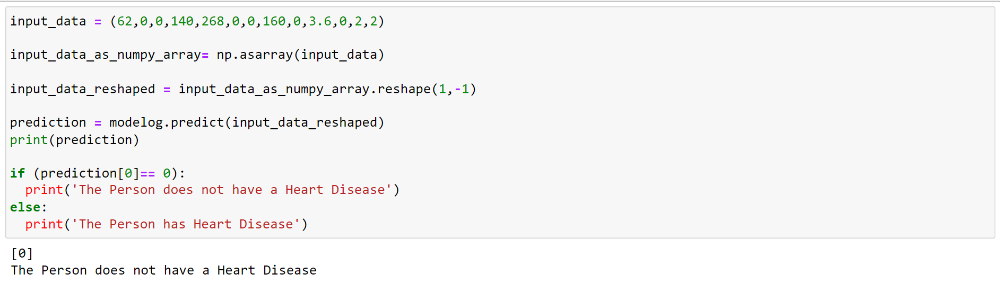 input_data = (62,0,0,140,268,0,0,160,0,3.6,0,2,2)
input_data_as_numpy_array= np.asarray(input_data)
input_data_reshaped = input_data_as_numpy_array.reshape(1,-1)
prediction = modelog.predict(input_data_reshaped)
print(prediction)
if (prediction[0]== 0):
  print('The Person does not have a Heart Disease')
else:
  print('The Person has Heart Disease')
[0]
The Person does not have a Heart Disease